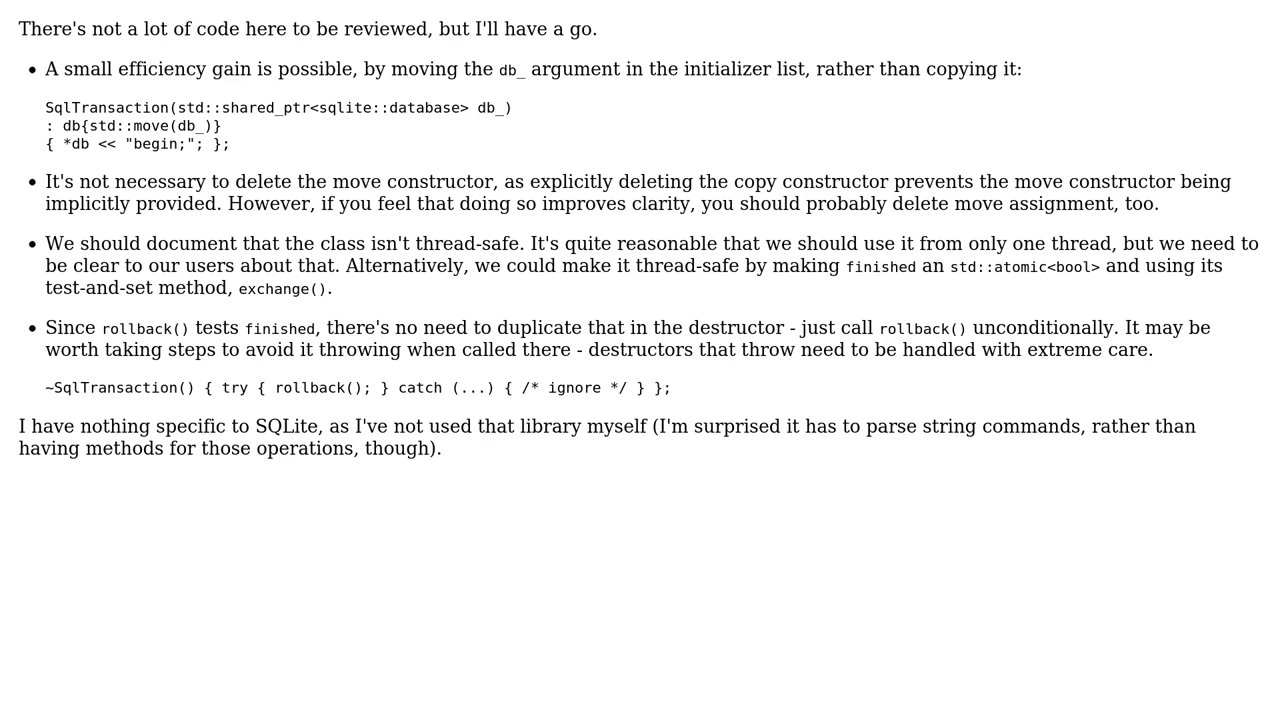 There's not a lot of code here to be reviewed, but I'll have a go.
• A small efficiency gain is possible, by moving the db_ argument in the initializer list, rather than copying it:
SqlTransaction(std::shared_ptr<sqlite::database> db_)
: db{std::move(db_)}
{ *db << "begin;"; };
• It's not necessary to delete the move constructor, as explicitly deleting the copy constructor prevents the move constructor being
implicitly provided. However, if you feel that doing so improves clarity, you should probably delete move assignment, too.
• We should document that the class isn't thread-safe. It's quite reasonable that we should use it from only one thread, but we need to
be clear to our users about that. Alternatively, we could make it thread-safe by making finished an std::atomic<bool> and using its
test-and-set method, exchange().
• Since rollback() tests finished, there's no need to duplicate that in the destructor - just call rollback() unconditionally. It may be
worth taking steps to avoid it throwing when called there - destructors that throw need to be handled with extreme care.
~SqlTransaction() { try { rollback(); } catch (...) { /* ignore */ } };
I have nothing specific to SQLite, as I've not used that library myself (I'm surprised it has to parse string commands, rather than
having methods for those operations, though).